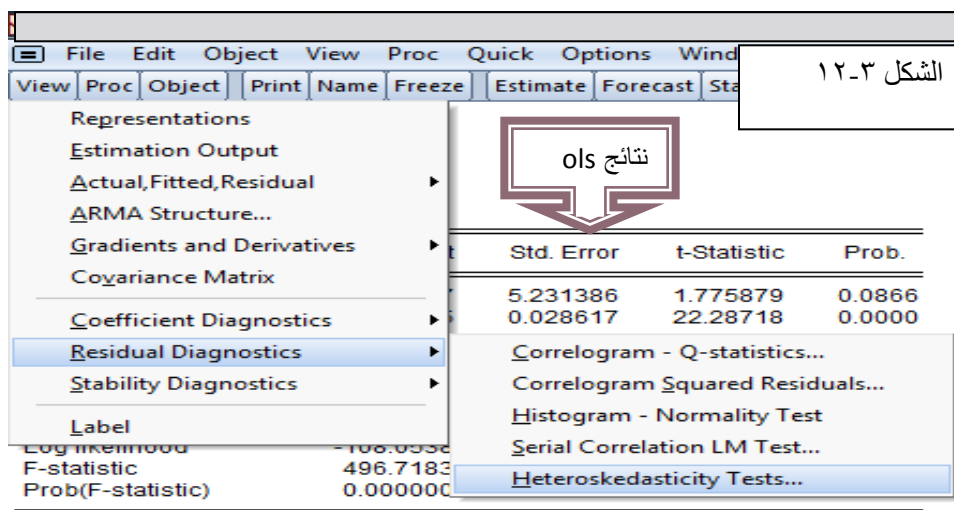 File Edit Object View Proc Quick Options Wind
الشكل ٣-١٢
View Proc Object Print Name Freeze Estimate Forecast Sta
Representations
Estimation Output
Actual,Fitted,Residual
ARMA Structure...
Gradients and Derivatives
Covariance Matrix
Coefficient Diagnostics
Residual Diagnostics
Stability Diagnostics
Label
نتائج ols
t Std. Error t-Statistic Prob.
5.231386 1.775879 0.0866
0.028617 22.28718 0.0000
Correlogram - Q-statistics...
Correlogram Squared Residuals...
Histogram - Normality Test
Serial Correlation LM Test...
Heteroskedasticity Tests...
Log likelihood -108.0538
F-statistic 496.7183
Prob(F-statistic) 0.000000